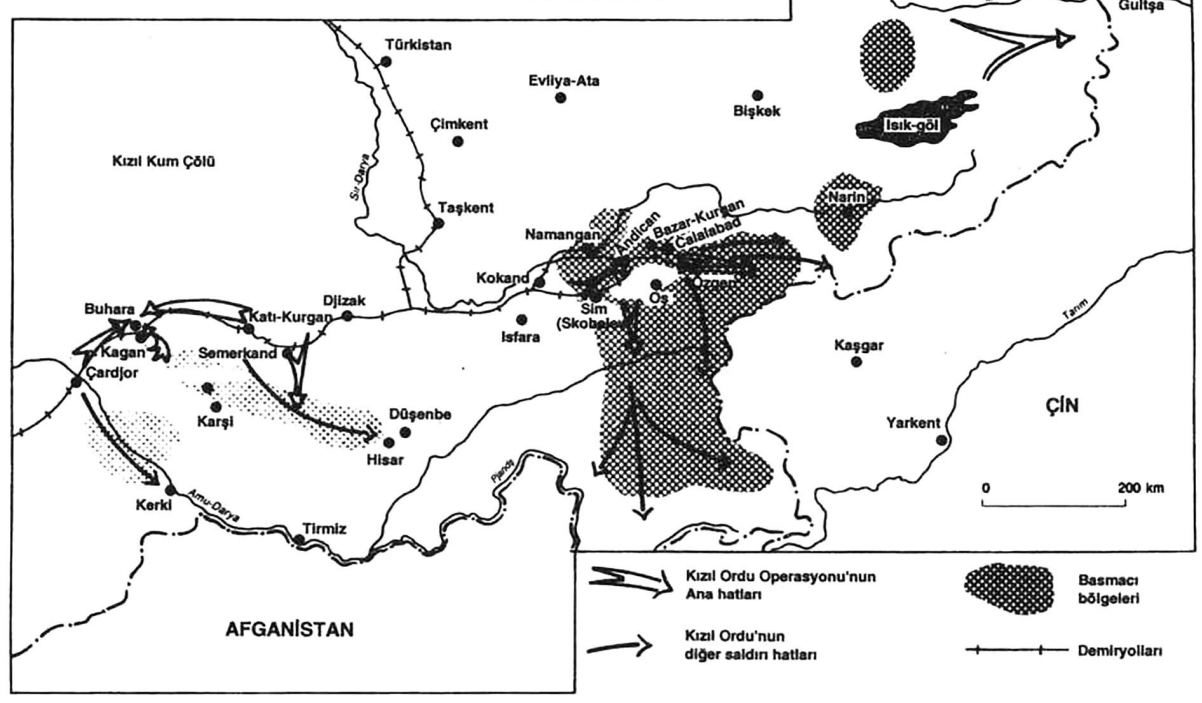 Gultşa
Türkistan
Evliya-Ata
Bişkek
Çimkent
Isık-göl
Kızıl Kum Çölü
Sır-Darya
Taşkent
Narin
Namangan
Andican
Bazar-Kurgan
Calalabad
Kokand
Özgen
Oş
Sim
(Skobelev)
Isfara
Buhara
Katı-Kurgan
Djizak
Kagan
Semerkand
Çardjor
Karşi
Düşenbe
Hisar
Kaşgar
Tarım
ÇİN
Yarkent
Kerki
Amu-Darya
Pjandş
Tirmiz
0 200 km
AFGANİSTAN
Kızıl Ordu Operasyonu'nun
Ana hatları
Basmacı
bölgeleri
Kızıl Ordu'nun
diğer saldırı hatları
Demiryolları